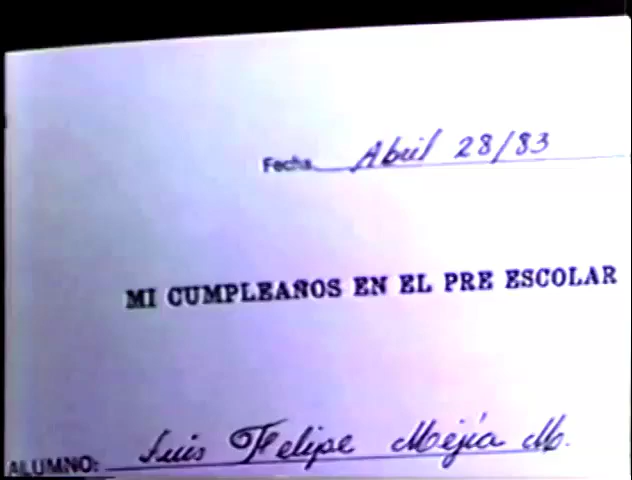 Fecha Abril 28/83
MI CUMPLEAÑOS EN EL PRE ESCOLAR
ALUMNO: Luis Felipe Mejía M.